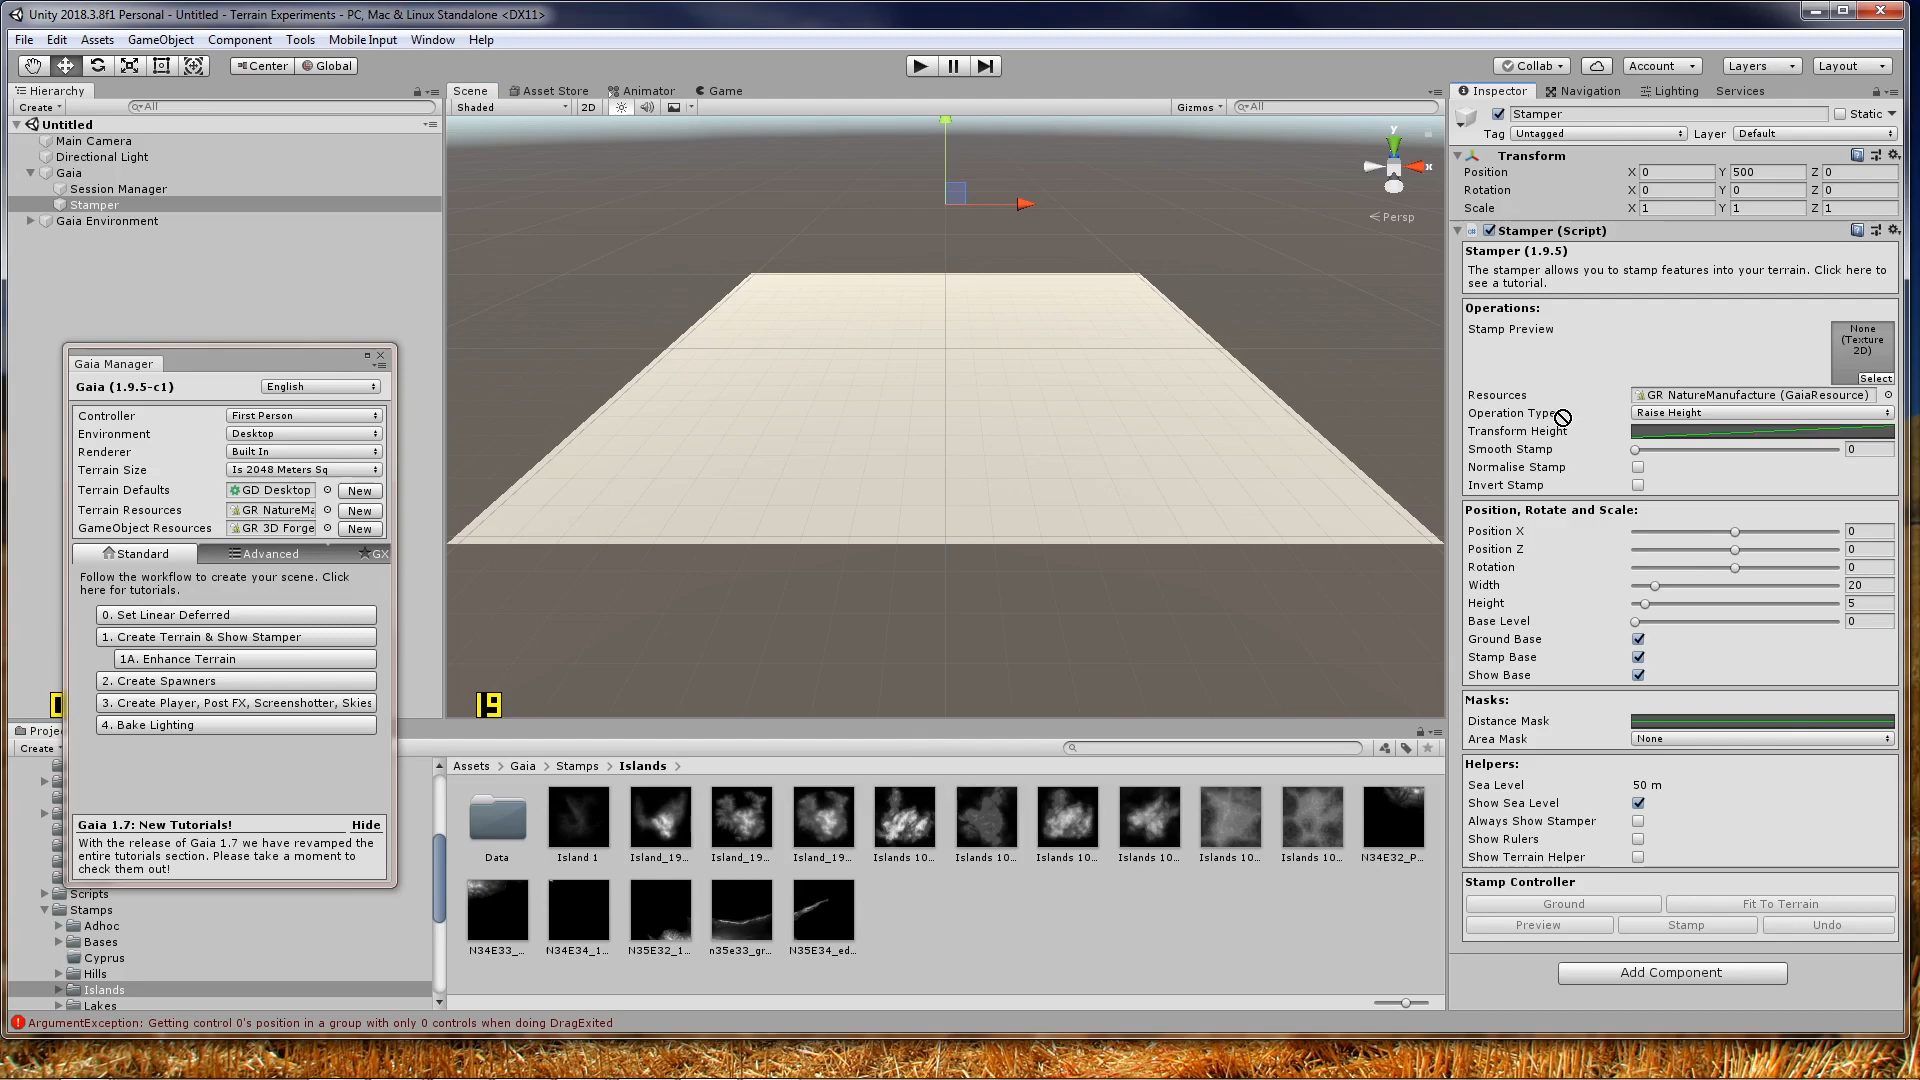 Unity 2018.3.8f1 Personal - Untitled - Terrain Experiments - PC, Mac & Linux Standalone <DX11>
File Edit Assets GameObject Component Tools Mobile Input Window Help
Center Global Collab Account Layers Layout
Hierarchy
Create All
Untitled
Main Camera
Directional Light
Gaia
Session Manager
Stamper
Gaia Environment
Scene Asset Store Animator Game
Shaded 2D Gizmos All
y
x
Persp
19
Gaia Manager
Gaia (1.9.5-c1) English
Controller First Person
Environment Desktop
Renderer Built In
Terrain Size Is 2048 Meters Sq
Terrain Defaults GD Desktop New
Terrain Resources GR NatureMa New
GameObject Resources GR 3D Forge New
Standard Advanced GX
Follow the workflow to create your scene. Click
here for tutorials.
0. Set Linear Deferred
1. Create Terrain & Show Stamper
1A. Enhance Terrain
2. Create Spawners
3. Create Player, Post FX, Screenshotter, Skies
4. Bake Lighting
Gaia 1.7: New Tutorials! Hide
With the release of Gaia 1.7 we have revamped the
entire tutorials section. Please take a moment to
check them out!
Proje
Create
Scripts
Stamps
Adhoc
Bases
Cyprus
Hills
Islands
Lakes
Assets > Gaia > Stamps > Islands >
Data Island 1 Island_19... Island_19... Island_19... Islands 10... Islands 10... Islands 10... Islands 10... Islands 10... Islands 10... N34E32_P...
N34E33_... N34E34_1... N35E32_1... n35e33_gr... N35E34_ed...
ArgumentException: Getting control 0's position in a group with only 0 controls when doing DragExited
Inspector Navigation Lighting Services
Stamper Static
Tag Untagged Layer Default
Transform
Position X 0 Y 500 Z 0
Rotation X 0 Y 0 Z 0
Scale X 1 Y 1 Z 1
Stamper (Script)
Stamper (1.9.5)
The stamper allows you to stamp features into your terrain. Click here to
see a tutorial.
Operations:
Stamp Preview None
(Texture
2D)
Select
Resources GR NatureManufacture (GaiaResource)
Operation Type Raise Height
Transform Height
Smooth Stamp 0
Normalise Stamp
Invert Stamp
Position, Rotate and Scale:
Position X 0
Position Z 0
Rotation 0
Width 20
Height 5
Base Level 0
Ground Base
Stamp Base
Show Base
Masks:
Distance Mask
Area Mask None
Helpers:
Sea Level 50 m
Show Sea Level
Always Show Stamper
Show Rulers
Show Terrain Helper
Stamp Controller
Ground Fit To Terrain
Preview Stamp Undo
Add Component